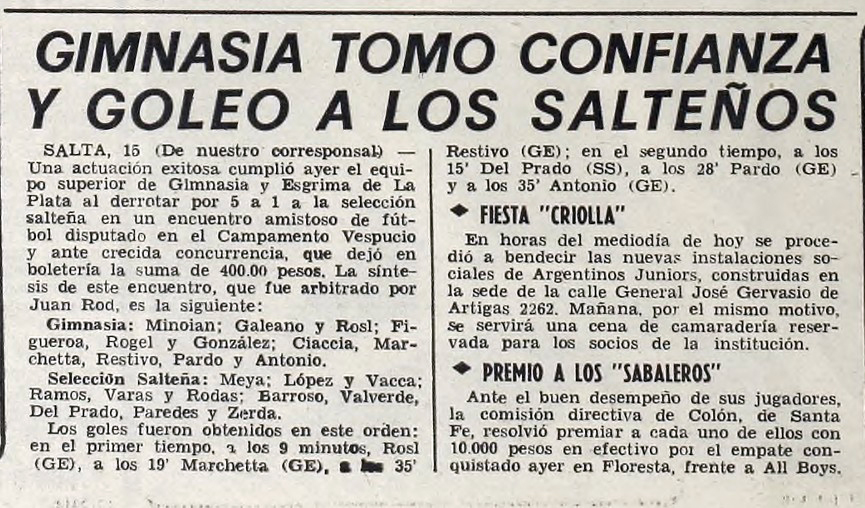 GIMNASIA TOMO CONFIANZA
Y GOLEO A LOS SALTEÑOS
SALTA, 15 (De nuestro corresponsal) —
Una actuación exitosa cumplió ayer el equi-
po superior de Gimnasia y Esgrima de La
Plata al derrotar por 5 a 1 a la selección
salteña en un encuentro amistoso de fút-
bol disputado en el Campamento Vespucio
y ante crecida concurrencia, que dejó en
boletería la suma de 400.00 pesos. La sínte-
sis de este encuentro, que fue arbitrado por
Juan Rod, es la siguiente:
Gimnasia: Minoian; Galeano y Rosl; Fi-
gueroa, Rogel y González; Ciaccia, Mar-
chetta, Restivo, Pardo y Antonio.
Selección Salteña: Meya; López y Vacca;
Ramos, Varas y Rodas; Barroso, Valverde,
Del Prado, Paredes y Zerda.
Los goles fueron obtenidos en este orden:
en el primer tiempo, a los 9 minutos, Rosl
(GE), a los 19' Marchetta (GE), a los 35'
Restivo (GE); en el segundo tiempo, a los
15' Del Prado (SS), a los 28' Pardo (GE)
y a los 35' Antonio (GE).
◆ FIESTA "CRIOLLA"
En horas del mediodía de hoy se proce-
dió a bendecir las nuevas instalaciones so-
ciales de Argentinos Juniors, construidas en
la sede de la calle General José Gervasio de
Artigas 2262. Mañana, por el mismo motivo,
se servirá una cena de camaradería reser-
vada para los socios de la institución.
◆ PREMIO A LOS "SABALEROS"
Ante el buen desempeño de sus jugadores,
la comisión directiva de Colón, de Santa
Fe, resolvió premiar a cada uno de ellos con
10.000 pesos en efectivo por el empate con-
quistado ayer en Floresta, frente a All Boys.